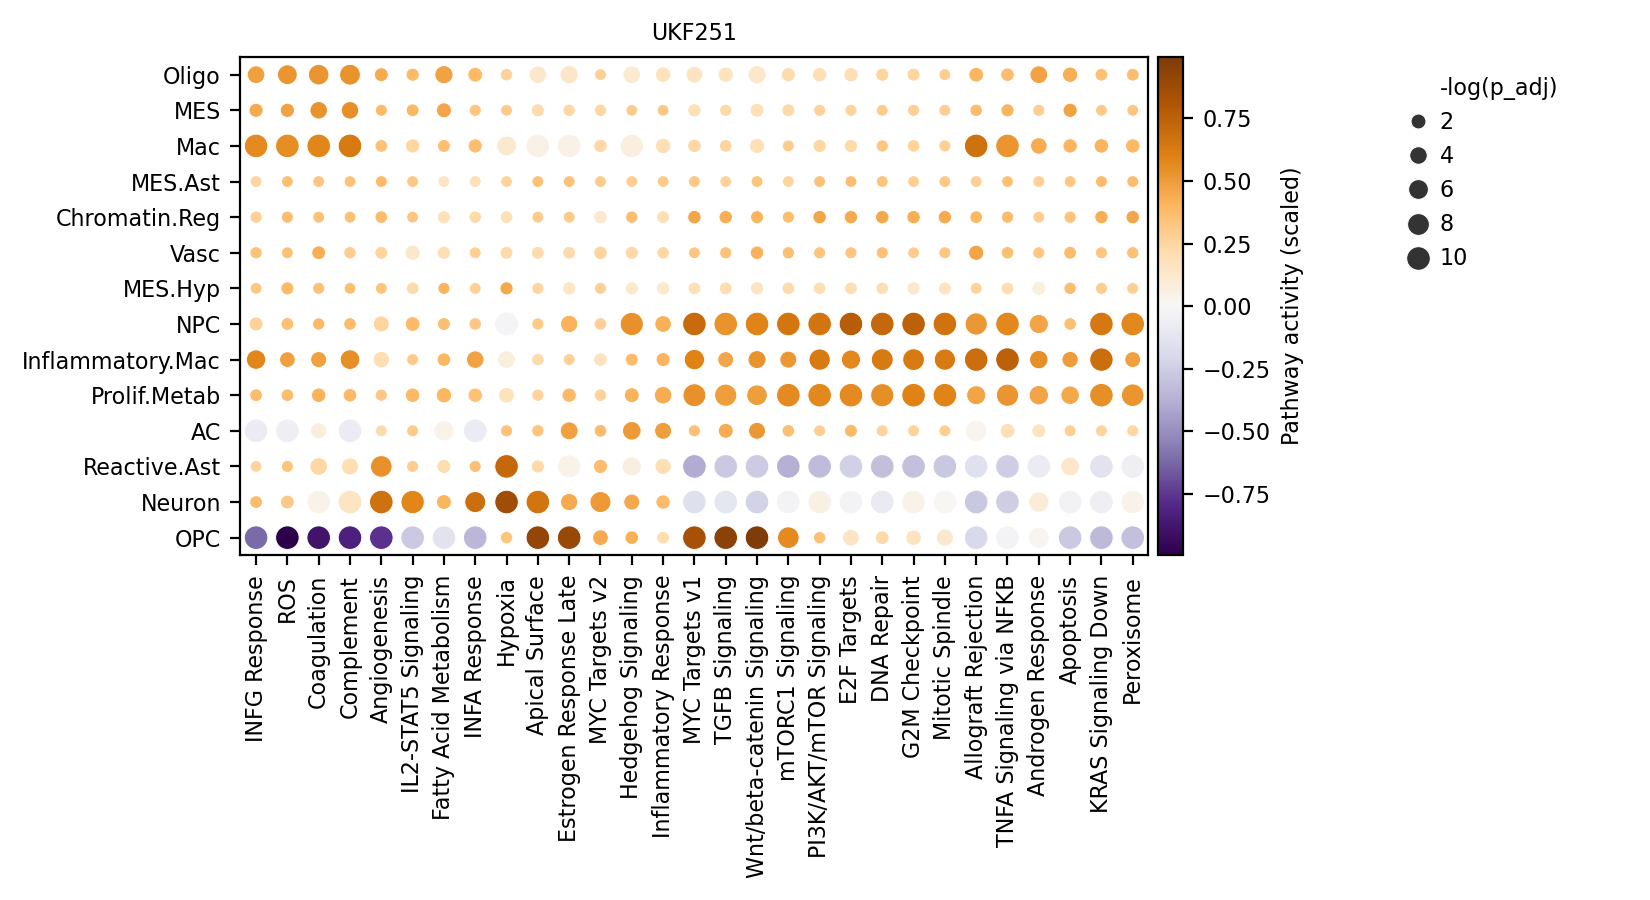 UKF251
Oligo
MES
Mac
MES.Ast
Chromatin.Reg
Vasc
MES.Hyp
NPC
Inflammatory.Mac
Prolif.Metab
AC
Reactive.Ast
Neuron
OPC
INFG Response
ROS
Coagulation
Complement
Angiogenesis
IL2-STAT5 Signaling
Fatty Acid Metabolism
INFA Response
Hypoxia
Apical Surface
Estrogen Response Late
MYC Targets v2
Hedgehog Signaling
Inflammatory Response
MYC Targets v1
TGFB Signaling
Wnt/beta-catenin Signaling
mTORC1 Signaling
PI3K/AKT/mTOR Signaling
E2F Targets
DNA Repair
G2M Checkpoint
Mitotic Spindle
Allograft Rejection
TNFA Signaling via NFKB
Androgen Response
Apoptosis
KRAS Signaling Down
Peroxisome
0.75
0.50
0.25
0.00
−0.25
−0.50
−0.75
Pathway activity (scaled)
-log(p_adj)
2
4
6
8
10